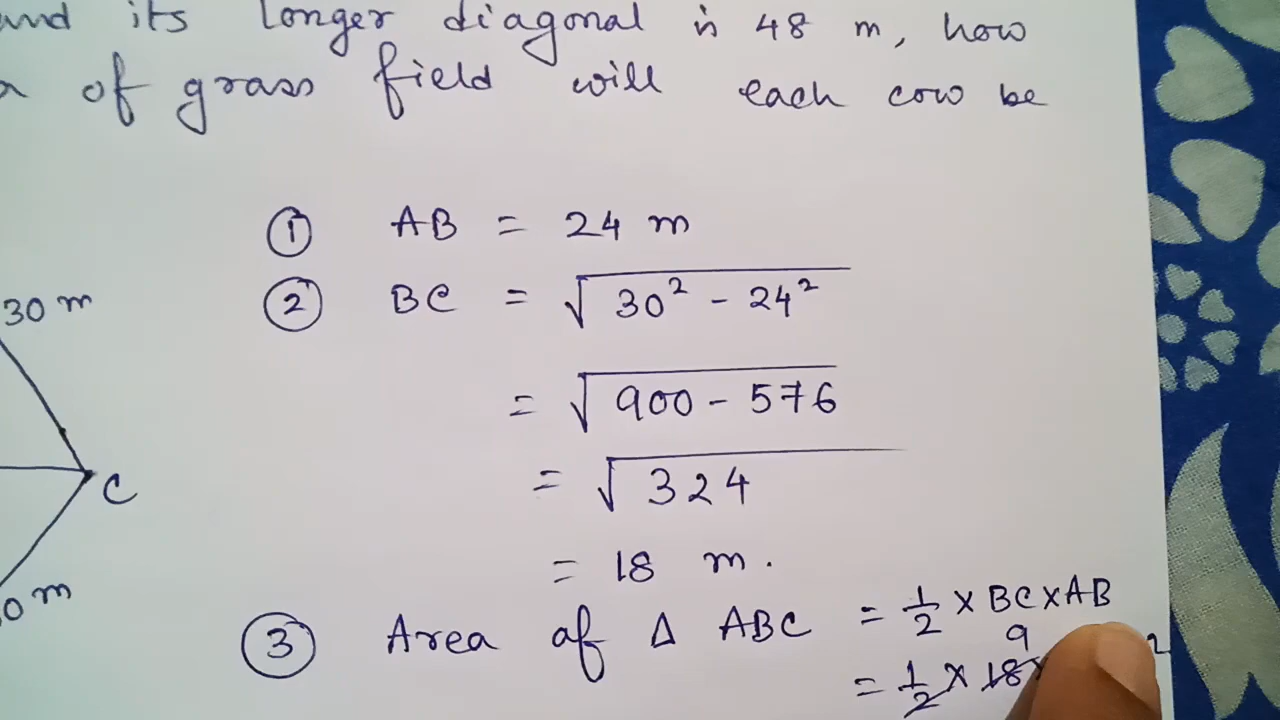 and its longer diagonal is 48 m, how
of grass field will each cow be
① AB = 24 m
30 m
② BC = √30² - 24²
= √900 - 576
= √324
C
= 18 m.
0 m
③ Area of Δ ABC = 1/2 × BC × AB
9
= 1/2 × 18 ×
2